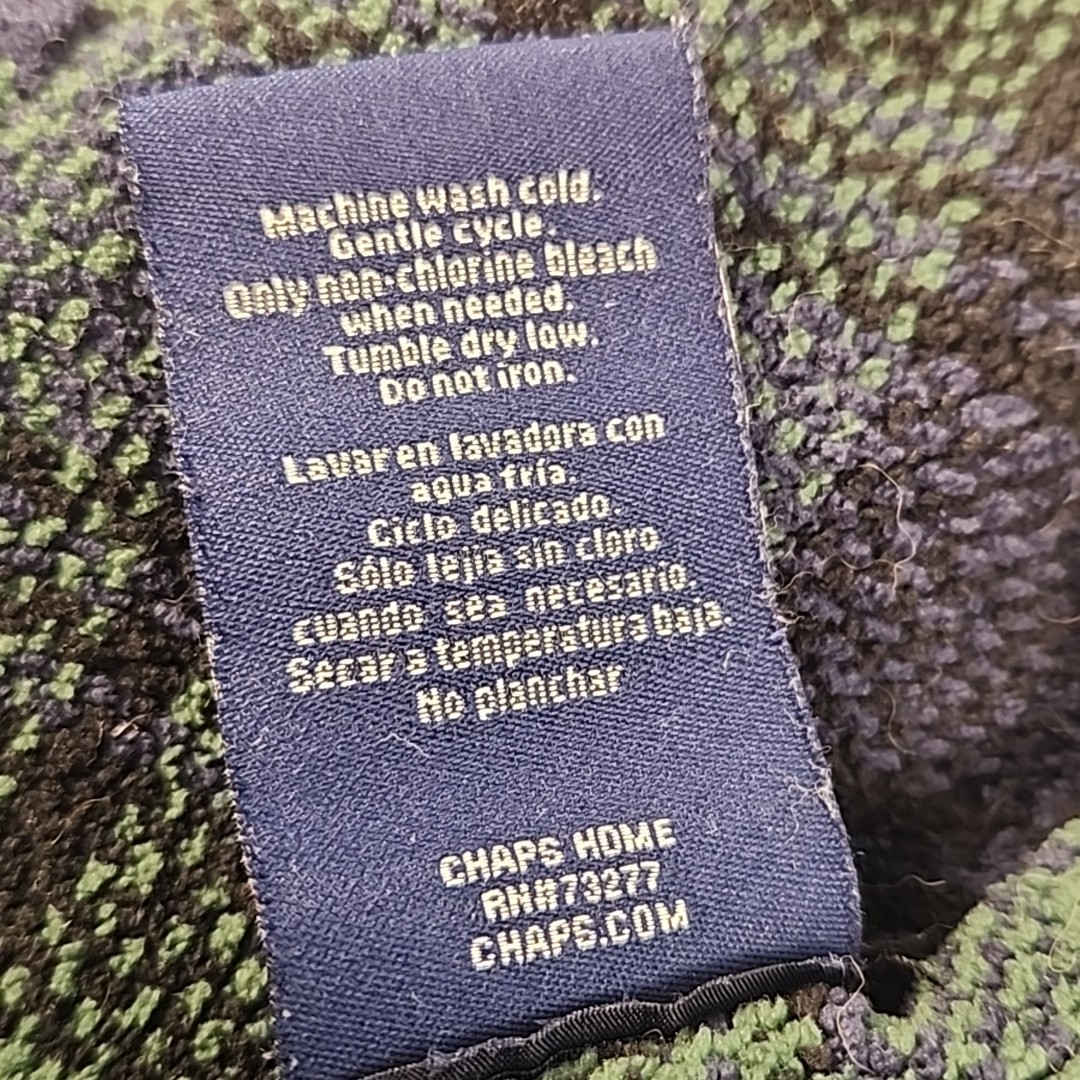 Machine wash cold.
Gentle cycle.
Only non-chlorine bleach
when needed.
Tumble dry low.
Do not iron.
Lavar en lavadora con
agua fría.
Ciclo delicado.
Sólo lejía sin cloro
cuando sea necesario.
Secar a temperatura baja.
No planchar
CHAPS HOME
RN#73277
CHAPS.COM